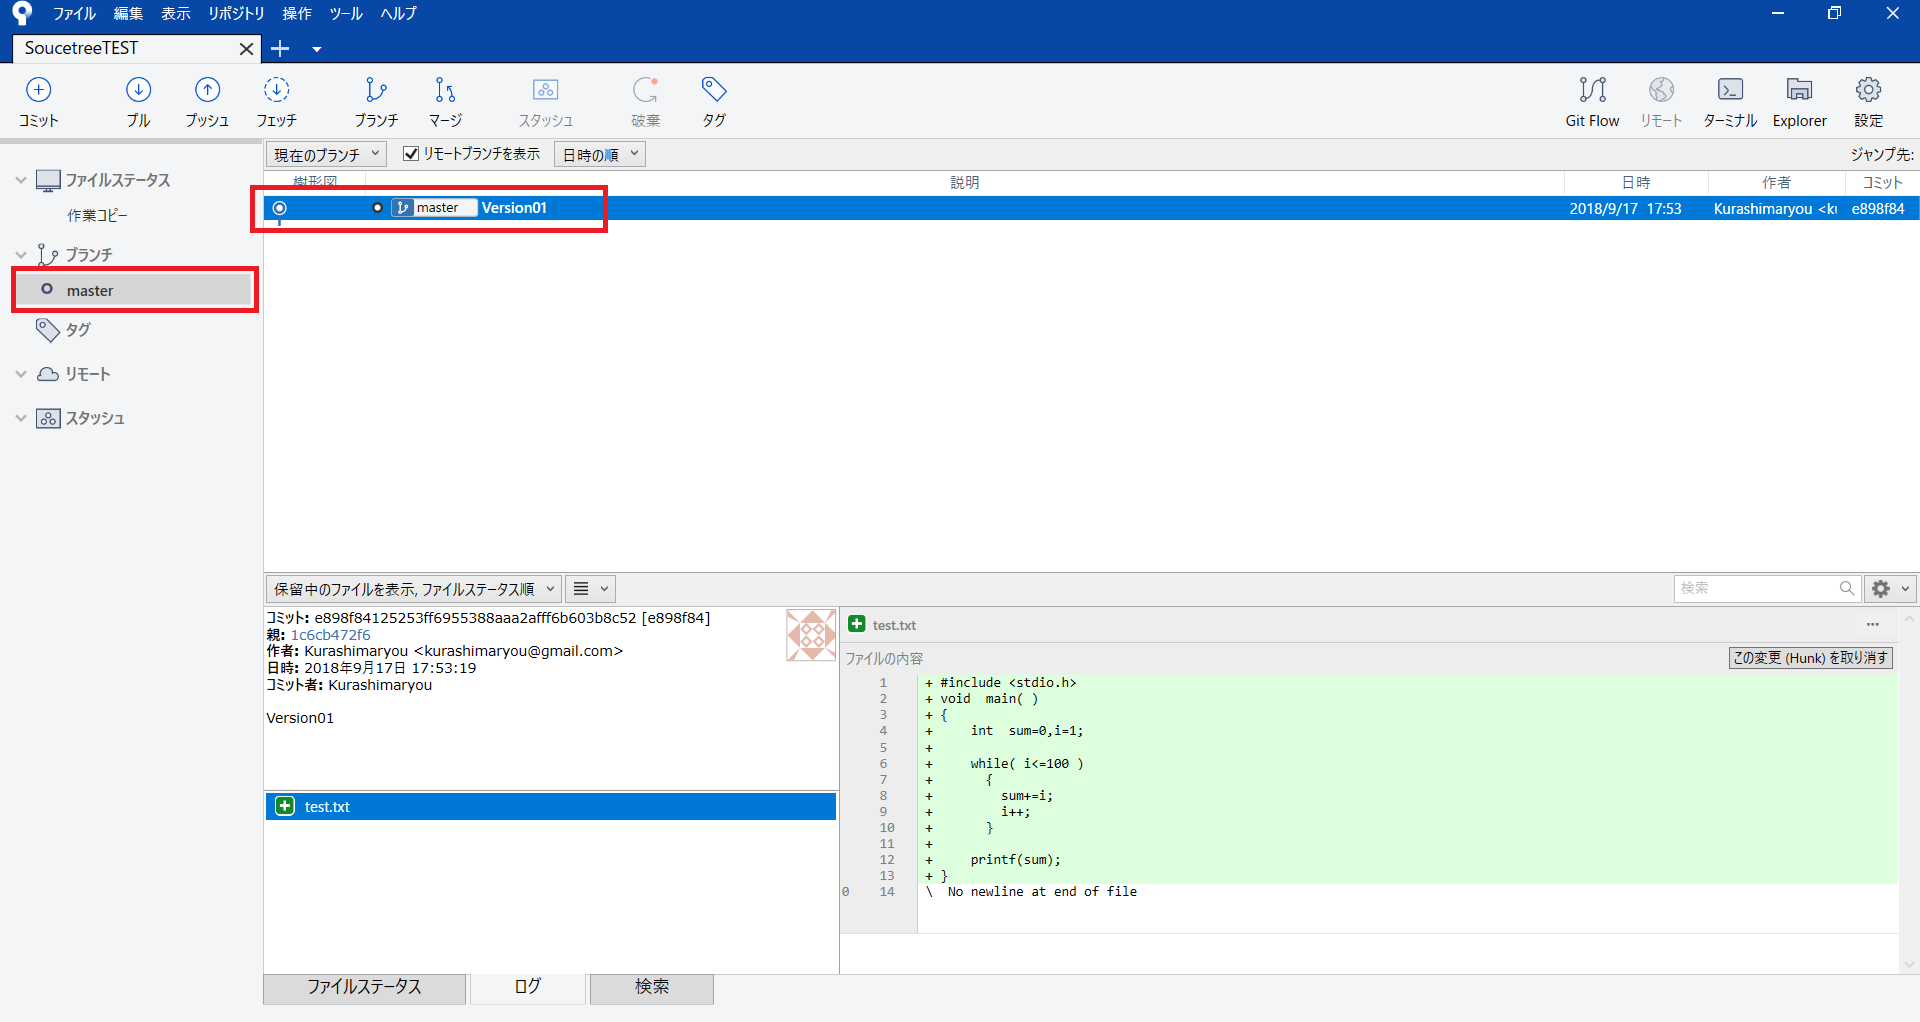 ファイル 編集 表示 リポジトリ 操作 ツール ヘルプ
SoucetreeTEST
コミット プル プッシュ フェッチ ブランチ マージ スタッシュ 破棄 タグ Git Flow リモート ターミナル Explorer 設定
現在のブランチ リモートブランチを表示 日時の順 ジャンプ先:
樹形図 説明 日時 作者 コミット
master Version01 2018/9/17 17:53 Kurashimaryou <ku e898f84
ファイルステータス
作業コピー
ブランチ
master
タグ
リモート
スタッシュ
保留中のファイルを表示, ファイルステータス順 検索
コミット: e898f84125253ff6955388aaa2afff6b603b8c52 [e898f84]
親: 1c6cb472f6
作者: Kurashimaryou <kurashimaryou@gmail.com>
日時: 2018年9月17日 17:53:19
コミット者: Kurashimaryou
Version01
test.txt
test.txt ...
ファイルの内容 この変更 (Hunk) を取り消す
1 + #include <stdio.h>
2 + void  main( )
3 + {
4 +     int  sum=0,i=1;
5 +
6 +     while( i<=100 )
7 +       {
8 +         sum+=i;
9 +         i++;
10 +       }
11 +
12 +     printf(sum);
13 + }
0 14 \  No newline at end of file
ファイルステータス ログ 検索